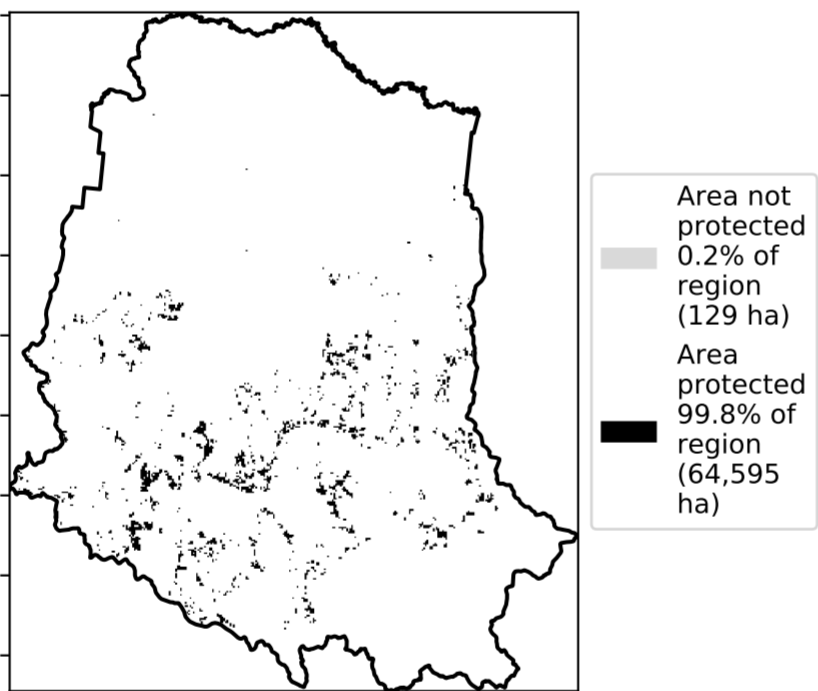 Area not
protected
0.2% of
region
(129 ha)
Area
protected
99.8% of
region
(64,595
ha)